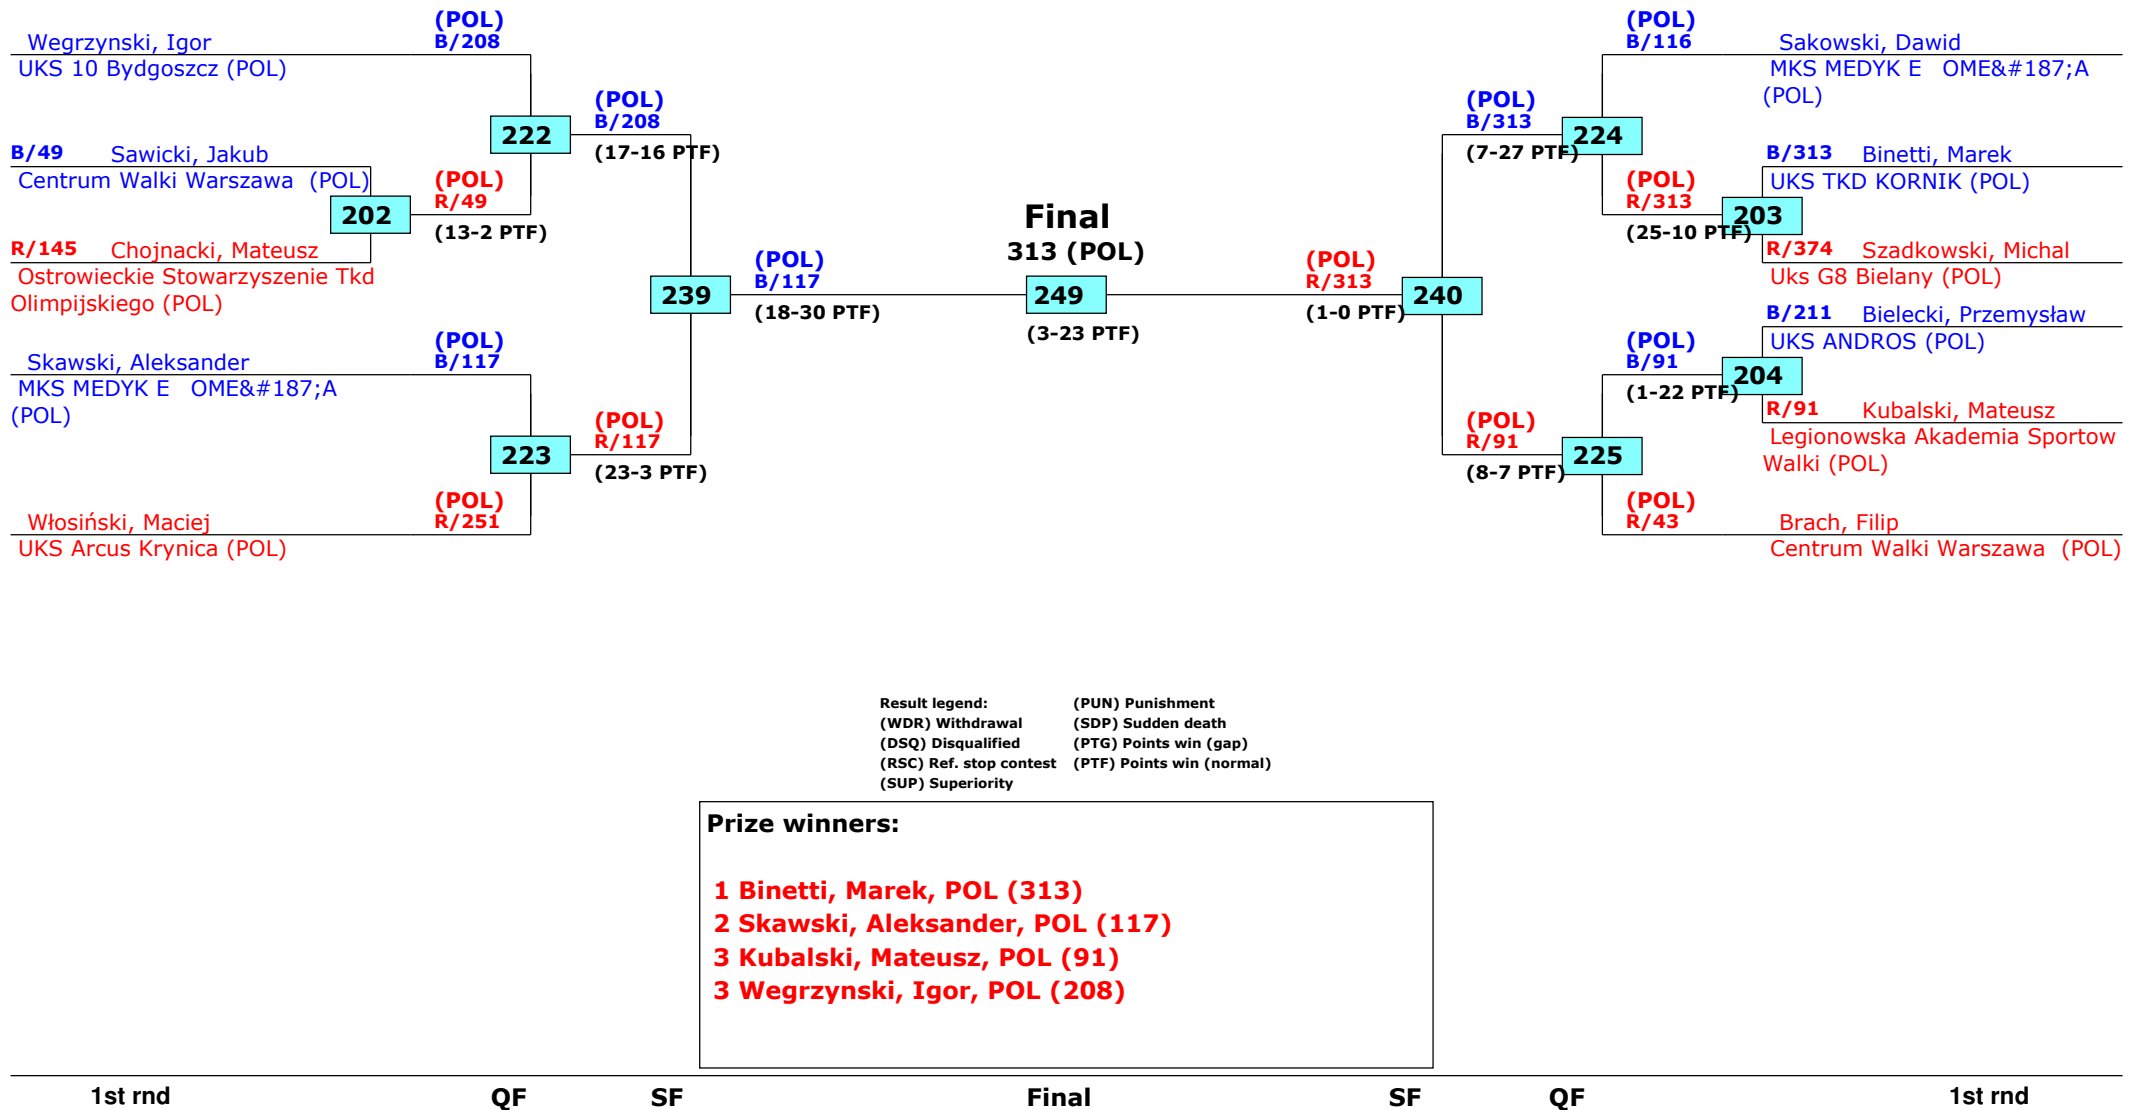 (POL)
B/208
Wegrzynski, Igor
UKS 10 Bydgoszcz (POL)
222
(POL)
B/208
(17-16 PTF)
B/49 Sawicki, Jakub
Centrum Walki Warszawa (POL)
202
(POL)
R/49
(13-2 PTF)
R/145 Chojnacki, Mateusz
Ostrowieckie Stowarzyszenie Tkd
Olimpijskiego (POL)
239
(POL)
B/117
(18-30 PTF)
(POL)
B/117
Skawski, Aleksander
MKS MEDYK E OME&#187;A
(POL)
223
(POL)
R/117
(23-3 PTF)
(POL)
R/251
Włosiński, Maciej
UKS Arcus Krynica (POL)
Final
313 (POL)
249
(3-23 PTF)
(POL)
R/313
(1-0 PTF)
240
(POL)
B/313
(7-27 PTF)
224
(POL)
B/116
Sakowski, Dawid
MKS MEDYK E OME&#187;A
(POL)
B/313 Binetti, Marek
UKS TKD KORNIK (POL)
(POL)
R/313
(25-10 PTF)
203
R/374 Szadkowski, Michal
Uks G8 Bielany (POL)
B/211 Bielecki, Przemysław
UKS ANDROS (POL)
(POL)
B/91
(1-22 PTF)
204
R/91 Kubalski, Mateusz
Legionowska Akademia Sportow
Walki (POL)
(POL)
R/91
(8-7 PTF)
225
(POL)
R/43
Brach, Filip
Centrum Walki Warszawa (POL)
Result legend:
(WDR) Withdrawal
(DSQ) Disqualified
(RSC) Ref. stop contest
(SUP) Superiority
(PUN) Punishment
(SDP) Sudden death
(PTG) Points win (gap)
(PTF) Points win (normal)
Prize winners:
1 Binetti, Marek, POL (313)
2 Skawski, Aleksander, POL (117)
3 Kubalski, Mateusz, POL (91)
3 Wegrzynski, Igor, POL (208)
1st rnd QF SF Final SF QF 1st rnd